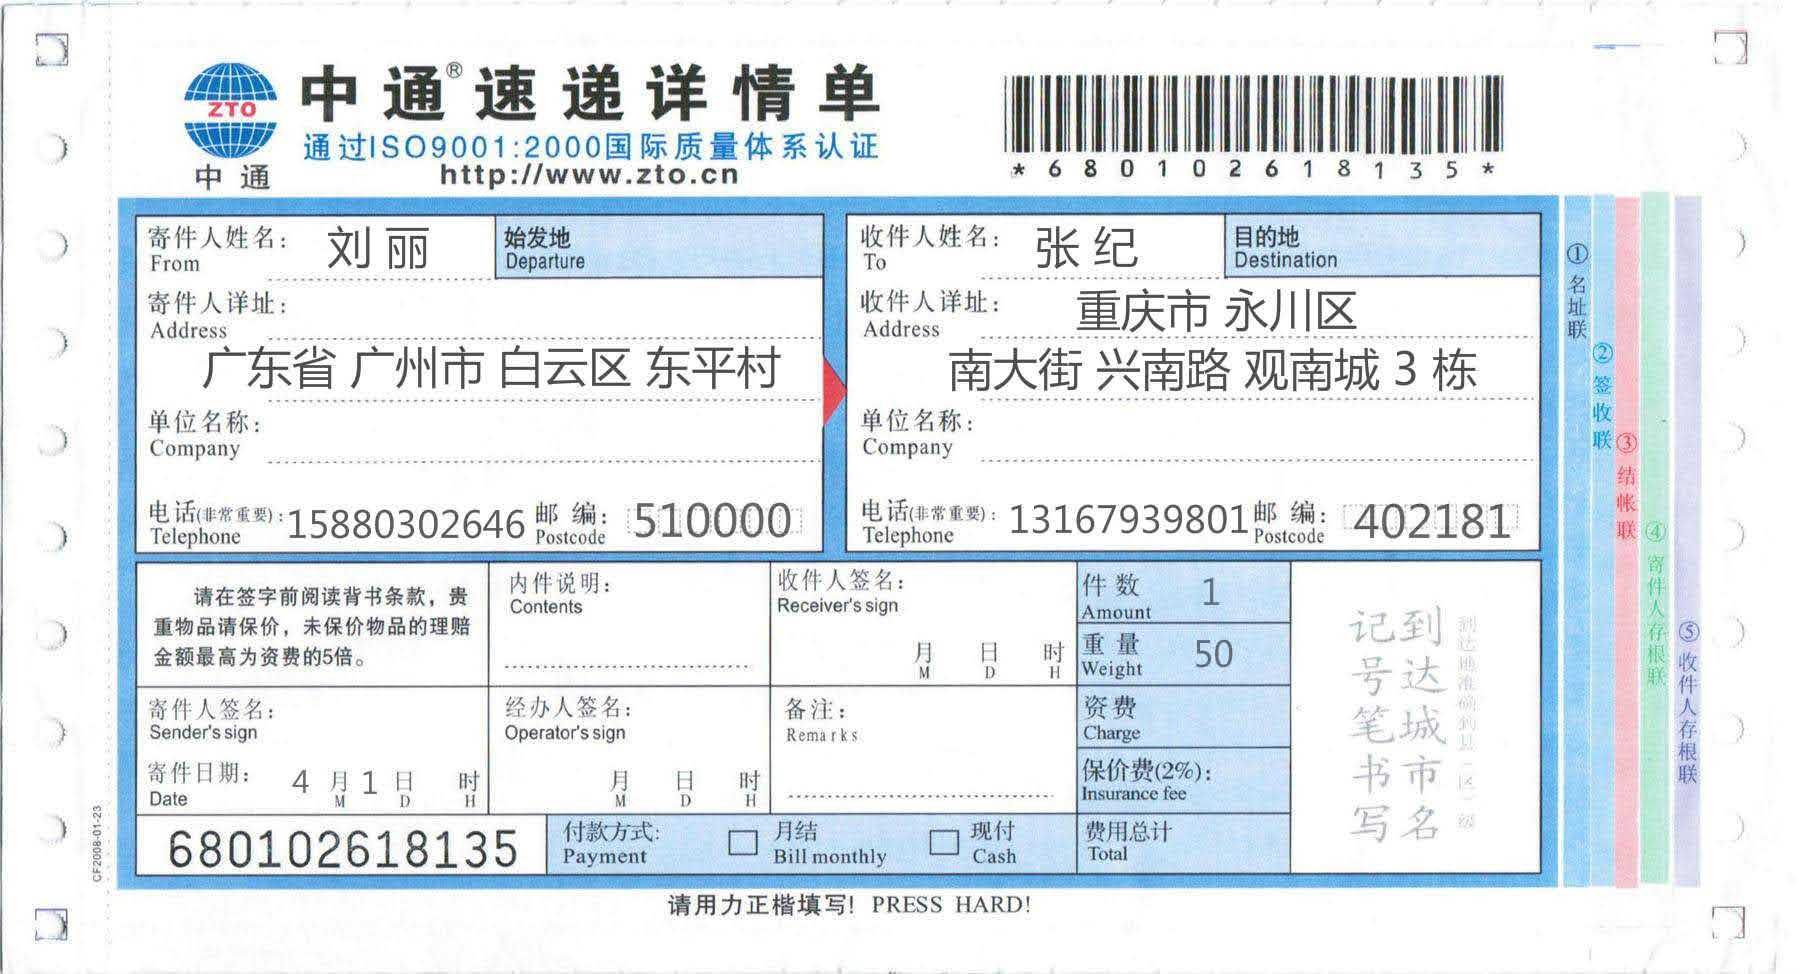 ZTO
中通
中通®速递详情单
通过ISO9001:2000国际质量体系认证
http://www.zto.cn
*680102618135*
寄件人姓名: 刘 丽
From
始发地
Departure
寄件人详址:
Address
广东省 广州市 白云区 东平村
单位名称:
Company
电话(非常重要): 15880302646 邮 编: 510000
Telephone Postcode
收件人姓名: 张 纪
To
目的地
Destination
收件人详址: 重庆市 永川区
Address
南大街 兴南路 观南城 3 栋
单位名称:
Company
电话(非常重要): 13167939801 邮 编: 402181
Telephone Postcode
请在签字前阅读背书条款，贵
重物品请保价，未保价物品的理赔
金额最高为资费的5倍。
内件说明:
Contents
收件人签名:
Receiver's sign
月 日 时
M D H
件 数 1
Amount
重 量 50
Weight
寄件人签名:
Sender's sign
寄件日期: 4 月 1 日 时
Date M D H
经办人签名:
Operator's sign
月 日 时
M D H
备注:
Remarks
资费
Charge
保价费(2%):
Insurance fee
680102618135
付款方式:
Payment
月结
Bill monthly
现付
Cash
费用总计
Total
到达城市名
记号笔书写
到达地准确到县（区）级
①名址联
②签收联
③结帐联
④寄件人存根联
⑤收件人存根联
CF2008-01-23
请用力正楷填写! PRESS HARD!